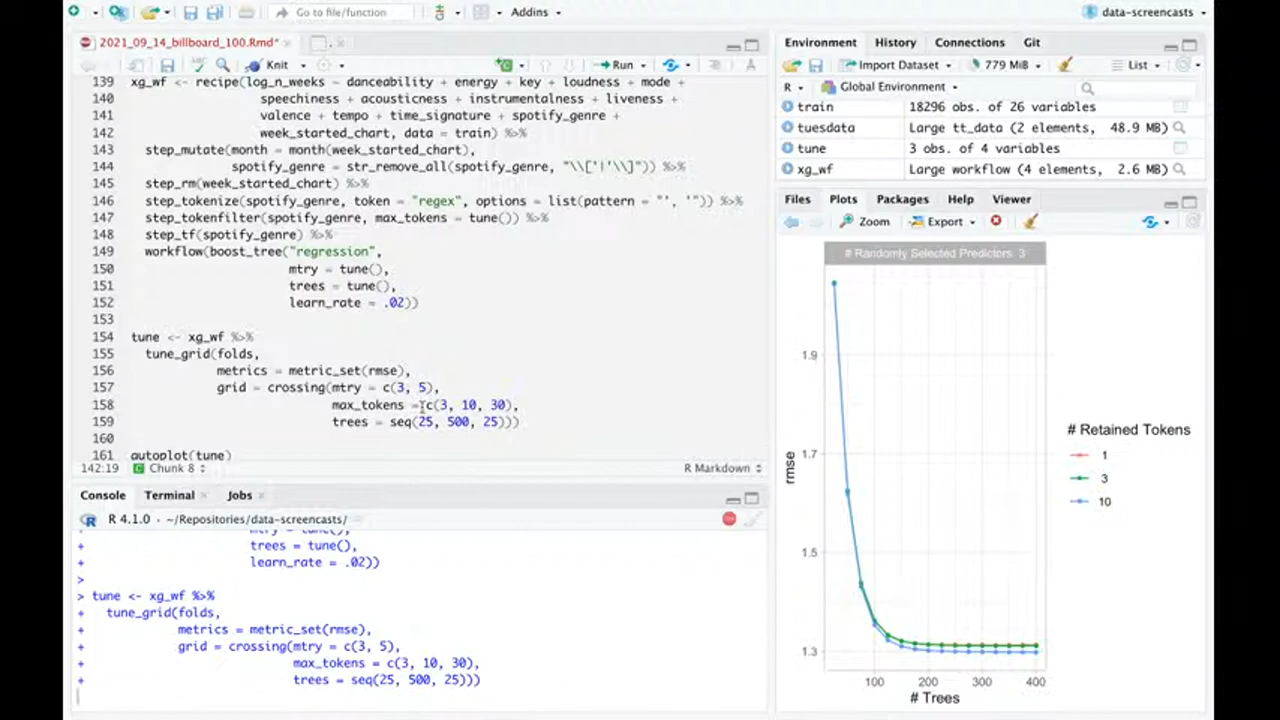 Go to file/function
Addins
data-screencasts
2021_09_14_billboard_100.Rmd*
Knit
Run
139 xg_wf <- recipe(log_n_weeks ~ danceability + energy + key + loudness + mode +
140 speechiness + acousticness + instrumentalness + liveness +
141 valence + tempo + time_signature + spotify_genre +
142 week_started_chart, data = train) %>%
143 step_mutate(month = month(week_started_chart),
144 spotify_genre = str_remove_all(spotify_genre, "\\['|'\\]")) %>%
145 step_rm(week_started_chart) %>%
146 step_tokenize(spotify_genre, token = "regex", options = list(pattern = "', '")) %>%
147 step_tokenfilter(spotify_genre, max_tokens = tune()) %>%
148 step_tf(spotify_genre) %>%
149 workflow(boost_tree("regression",
150 mtry = tune(),
151 trees = tune(),
152 learn_rate = .02))
153
154 tune <- xg_wf %>%
155 tune_grid(folds,
156 metrics = metric_set(rmse),
157 grid = crossing(mtry = c(3, 5),
158 max_tokens = c(3, 10, 30),
159 trees = seq(25, 500, 25)))
160
161 autoplot(tune)
142:19 Chunk 8 R Markdown
Console Terminal Jobs
R 4.1.0 · ~/Repositories/data-screencasts/
+ mtry = tune(),
+ trees = tune(),
+ learn_rate = .02))
>
> tune <- xg_wf %>%
+ tune_grid(folds,
+ metrics = metric_set(rmse),
+ grid = crossing(mtry = c(3, 5),
+ max_tokens = c(3, 10, 30),
+ trees = seq(25, 500, 25)))
Environment History Connections Git
Import Dataset 779 MiB List
R Global Environment
train 18296 obs. of 26 variables
tuesdata Large tt_data (2 elements, 48.9 MB)
tune 3 obs. of 4 variables
xg_wf Large workflow (4 elements, 2.6 MB)
Files Plots Packages Help Viewer
Zoom Export
# Randomly Selected Predictors: 3
1.9
1.7
1.5
1.3
rmse
100 200 300 400
# Trees
# Retained Tokens
1
3
10